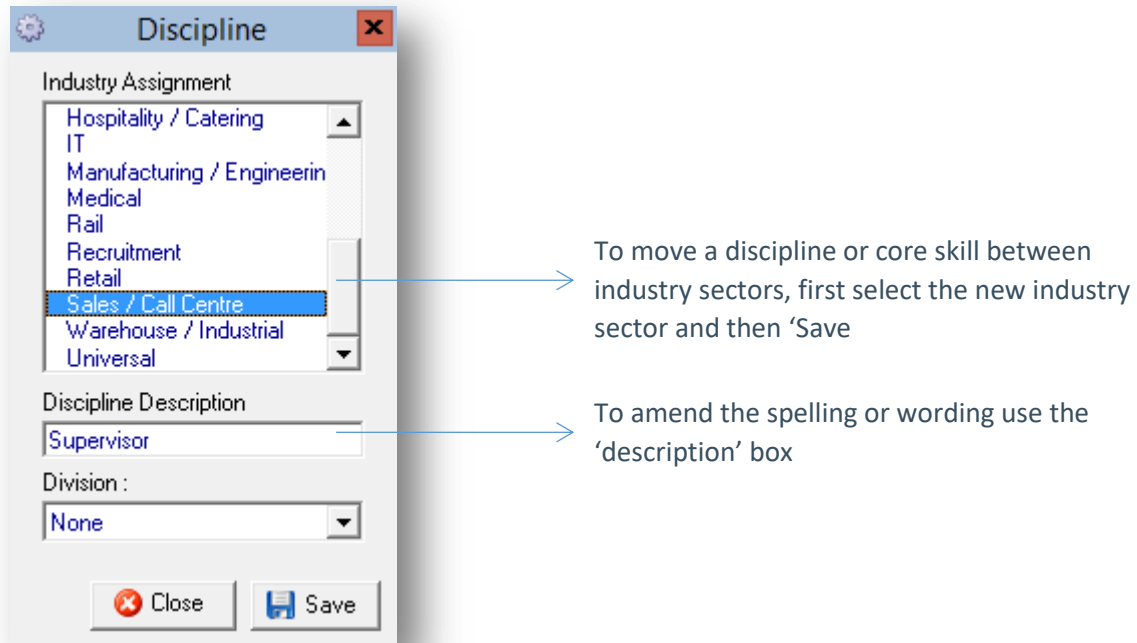 Discipline
Industry Assignment
Hospitality / Catering
IT
Manufacturing / Engineerin
Medical
Rail
Recruitment
Retail
Sales / Call Centre
Warehouse / Industrial
Universal
Discipline Description
Supervisor
Division :
None
Close
Save
To move a discipline or core skill between
industry sectors, first select the new industry
sector and then ‘Save
To amend the spelling or wording use the
‘description’ box